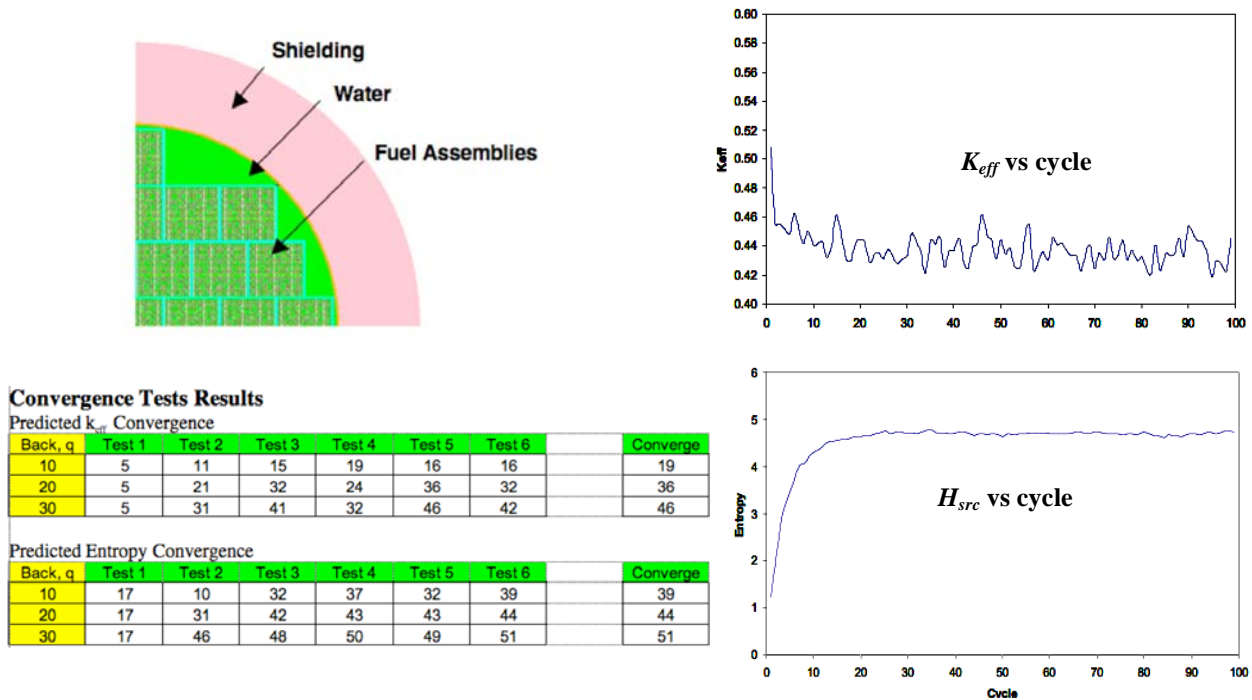 Shielding
Water
Fuel Assemblies
0.60
0.58
0.56
0.54
0.52
0.50
0.48
0.46
0.44
0.42
0.40
Keff
K_eff vs cycle
0 10 20 30 40 50 60 70 80 90 100
Convergence Tests Results
Predicted k_eff Convergence
Back, q Test 1 Test 2 Test 3 Test 4 Test 5 Test 6 Converge
10 5 11 15 19 16 16 19
20 5 21 32 24 36 32 36
30 5 31 41 32 46 42 46
Predicted Entropy Convergence
Back, q Test 1 Test 2 Test 3 Test 4 Test 5 Test 6 Converge
10 17 10 32 37 32 39 39
20 17 31 42 43 43 44 44
30 17 46 48 50 49 51 51
6
5
4
3
2
1
0
Entropy
H_src vs cycle
0 10 20 30 40 50 60 70 80 90 100
Cycle